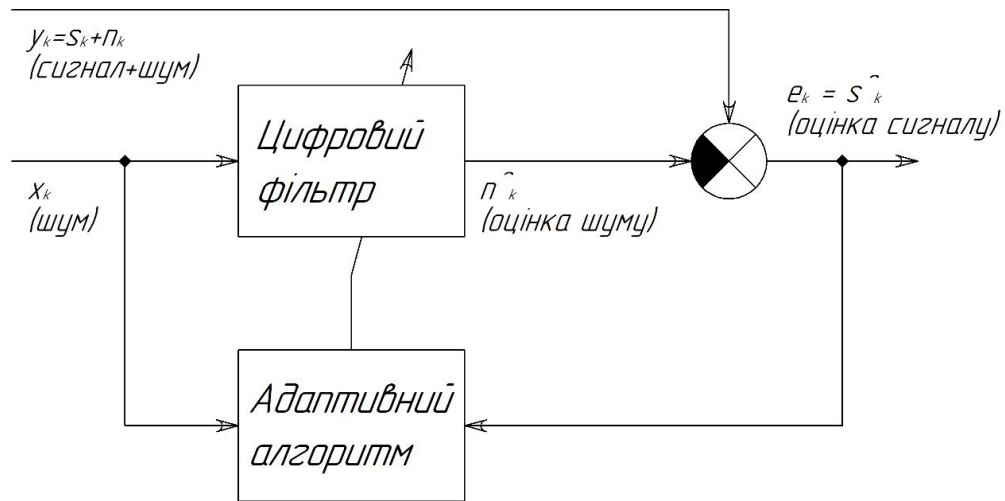 yₖ=sₖ+nₖ
(сигнал+шум)
Цифровий
фільтр
eₖ = s^ₖ
(оцінка сигналу)
xₖ
(шум)
n^ₖ
(оцінка шуму)
Адаптивний
алгоритм